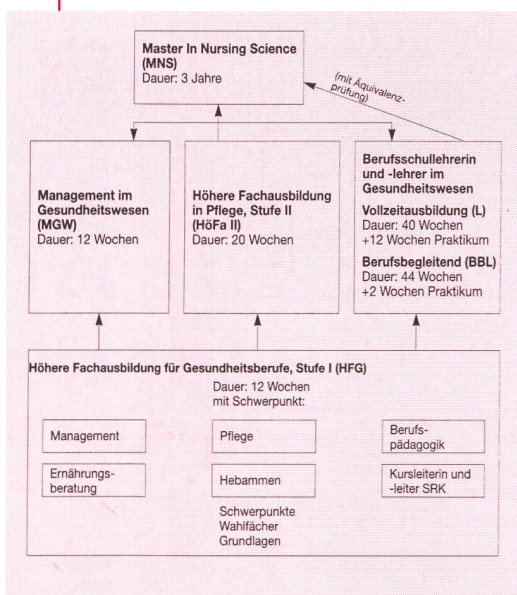 Master In Nursing Science
(MNS)
Dauer: 3 Jahre
(mit Äquivalenz-
prüfung)
Management im
Gesundheitswesen
(MGW)
Dauer: 12 Wochen
Höhere Fachausbildung
in Pflege, Stufe II
(HöFa II)
Dauer: 20 Wochen
Berufsschullehrerin
und -lehrer im
Gesundheitswesen
Vollzeitausbildung (L)
Dauer: 40 Wochen
+12 Wochen Praktikum
Berufsbegleitend (BBL)
Dauer: 44 Wochen
+2 Wochen Praktikum
Höhere Fachausbildung für Gesundheitsberufe, Stufe I (HFG)
Dauer: 12 Wochen
mit Schwerpunkt:
Management
Pflege
Berufs-
pädagogik
Ernährungs-
beratung
Hebammen
Kursleiterin und
-leiter SRK
Schwerpunkte
Wahlfächer
Grundlagen